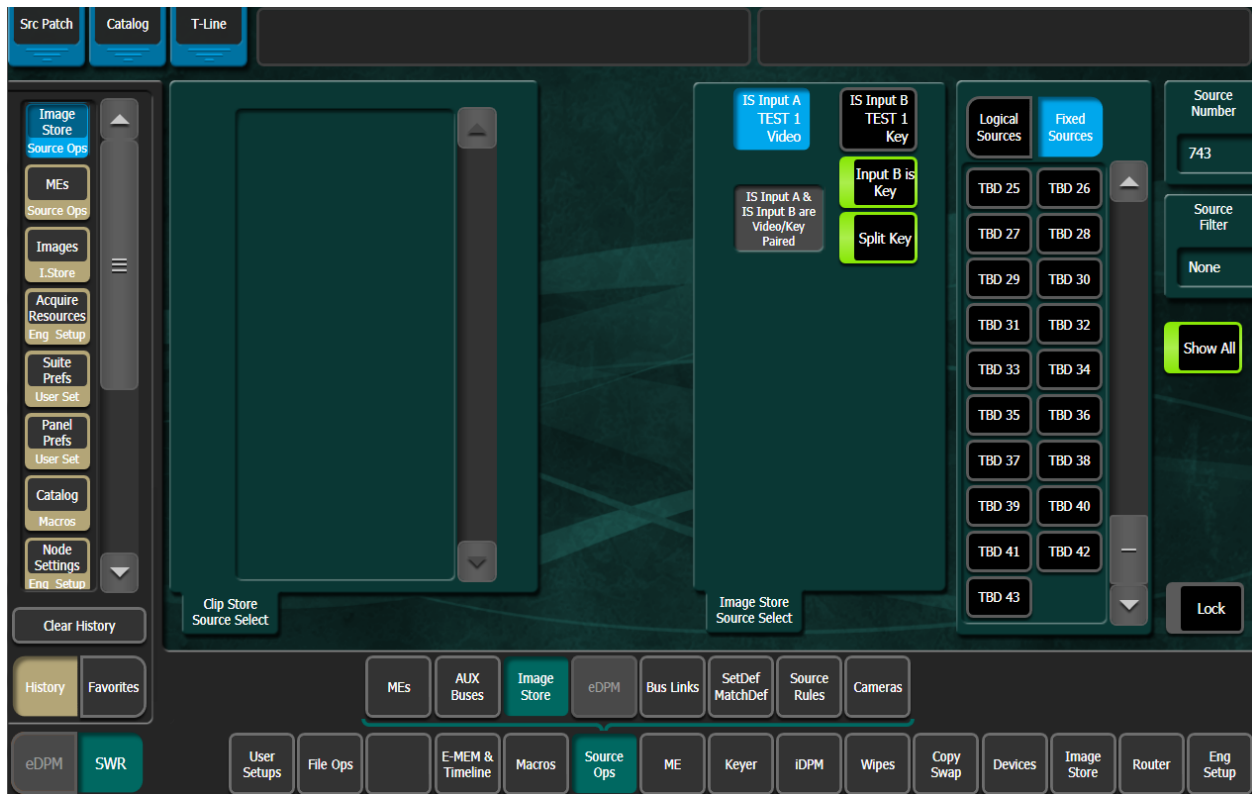 Src Patch
Catalog
T-Line
Image
Store
Source Ops
MEs
Source Ops
Images
I.Store
Acquire
Resources
Eng Setup
Suite
Prefs
User Set
Panel
Prefs
User Set
Catalog
Macros
Node
Settings
Eng Setup
Clear History
History
Favorites
eDPM
SWR
Clip Store
Source Select
IS Input A
TEST 1
Video
IS Input B
TEST 1
Key
Input B is
Key
IS Input A &
IS Input B are
Video/Key
Paired
Split Key
Image Store
Source Select
Logical
Sources
Fixed
Sources
TBD 25
TBD 26
TBD 27
TBD 28
TBD 29
TBD 30
TBD 31
TBD 32
TBD 33
TBD 34
TBD 35
TBD 36
TBD 37
TBD 38
TBD 39
TBD 40
TBD 41
TBD 42
TBD 43
Source
Number
743
Source
Filter
None
Show All
Lock
MEs
AUX
Buses
Image
Store
eDPM
Bus Links
SetDef
MatchDef
Source
Rules
Cameras
User
Setups
File Ops
E-MEM &
Timeline
Macros
Source
Ops
ME
Keyer
iDPM
Wipes
Copy
Swap
Devices
Image
Store
Router
Eng
Setup